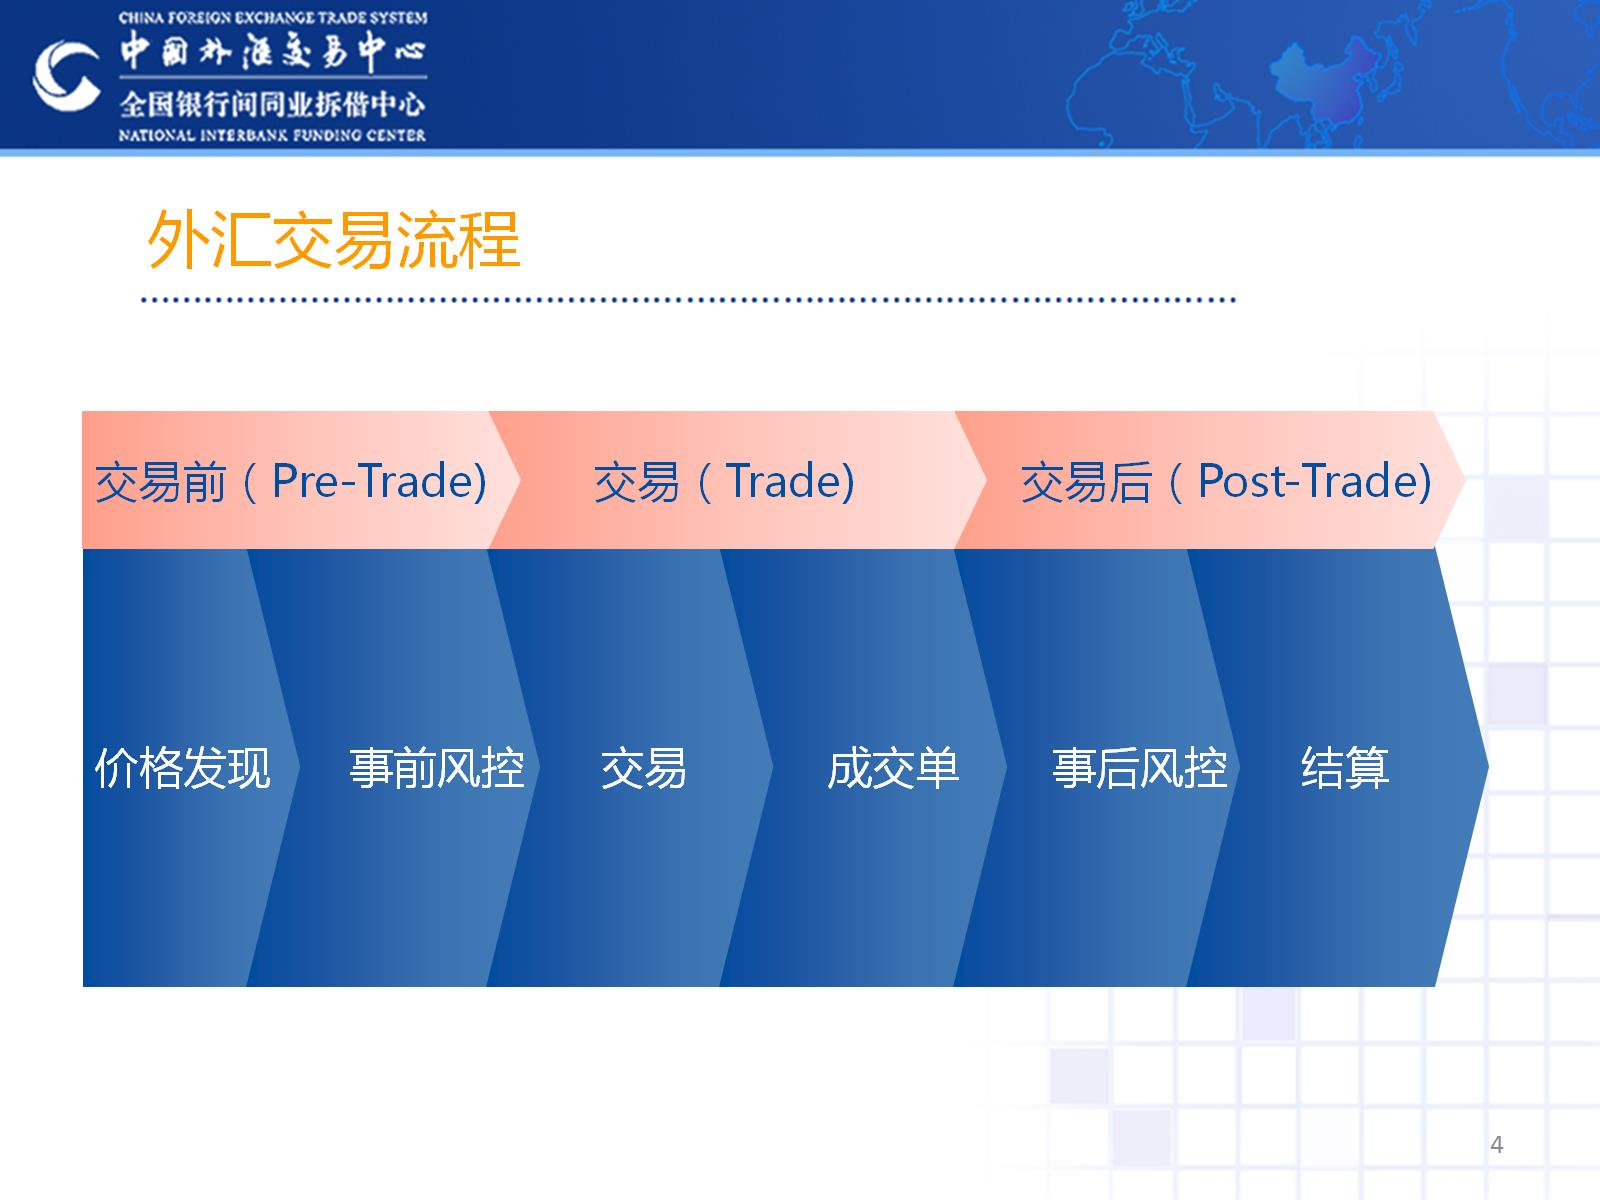 CHINA FOREIGN EXCHANGE TRADE SYSTEM
中国外汇交易中心
全国银行间同业拆借中心
NATIONAL INTERBANK FUNDING CENTER
外汇交易流程
交易前（Pre-Trade) 交易（Trade) 交易后（Post-Trade)
价格发现 事前风控 交易 成交单 事后风控 结算
4